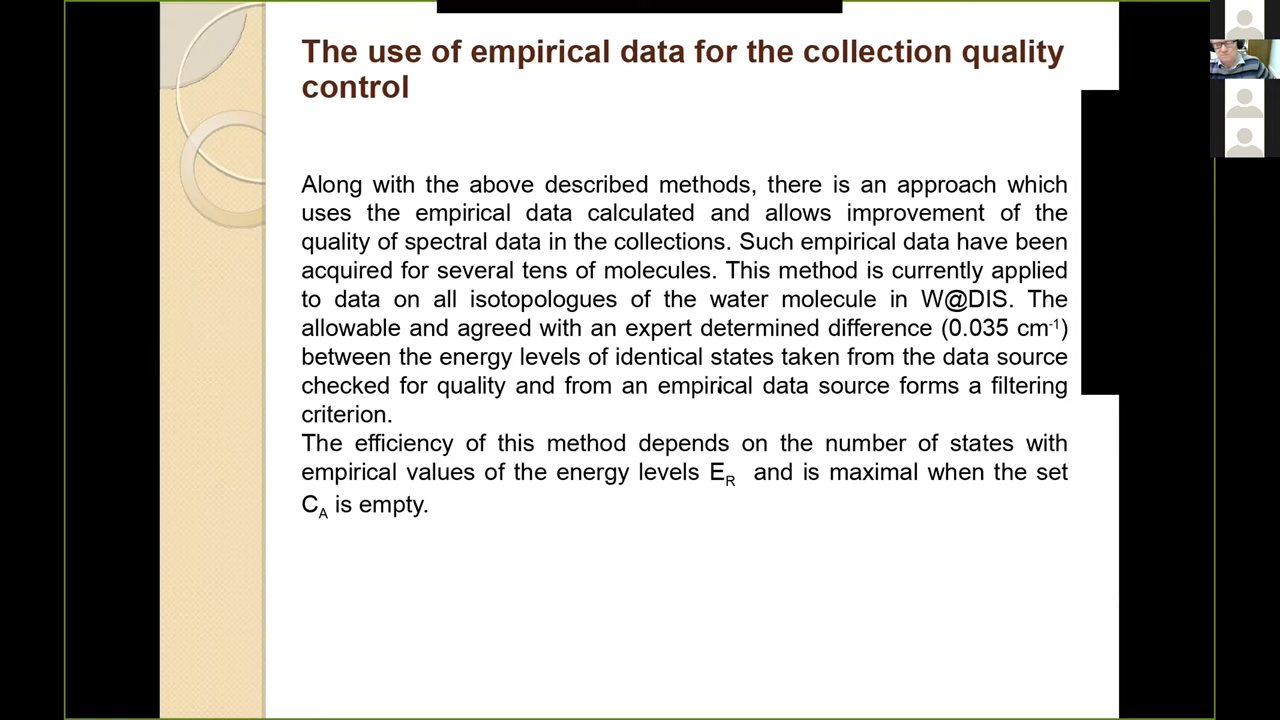 The use of empirical data for the collection quality
control
Along with the above described methods, there is an approach which
uses the empirical data calculated and allows improvement of the
quality of spectral data in the collections. Such empirical data have been
acquired for several tens of molecules. This method is currently applied
to data on all isotopologues of the water molecule in W@DIS. The
allowable and agreed with an expert determined difference (0.035 cm⁻¹)
between the energy levels of identical states taken from the data source
checked for quality and from an empirical data source forms a filtering
criterion.
The efficiency of this method depends on the number of states with
empirical values of the energy levels E_R and is maximal when the set
C_A is empty.